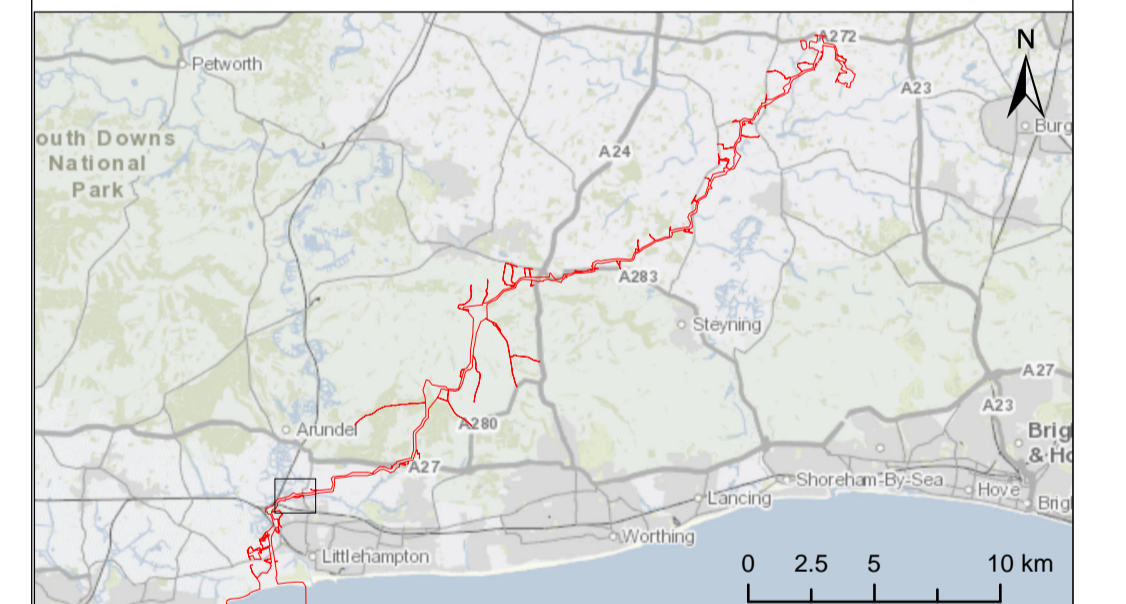 A272
N
Petworth
A23
Burg
outh Downs
National
Park
A24
A283
Steyning
A27
A23
Arundel
A280
Brig
& Ho
A27
Shoreham-By-Sea
Hove
Lancing
Brig
Worthing
Littlehampton
0 2.5 5 10 km